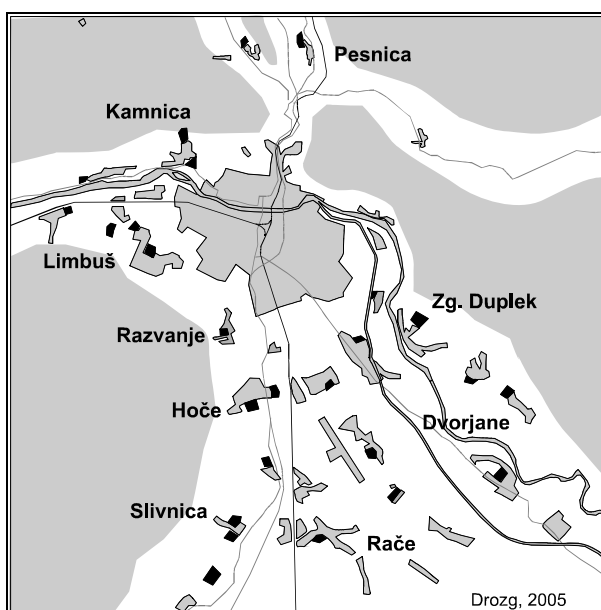 Pesnica
Kamnica
Limbuš
Zg. Duplek
Razvanje
Hoče
Dvorjane
Slivnica
Rače
Drozg, 2005